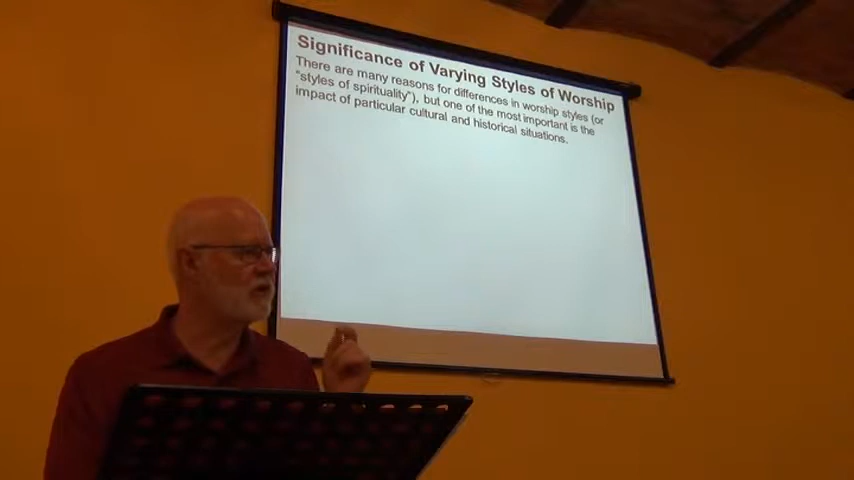 Significance of Varying Styles of Worship
There are many reasons for differences in worship styles (or
"styles of spirituality"), but one of the most important is the
impact of particular cultural and historical situations.